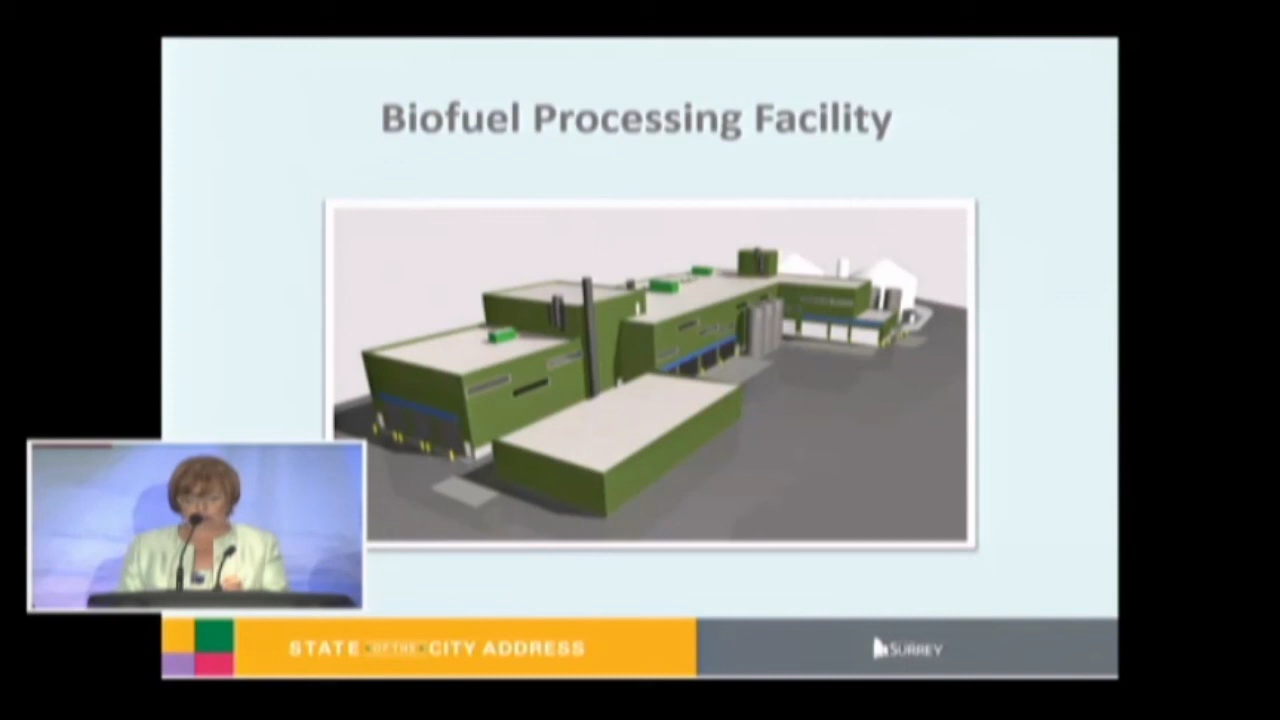 Biofuel Processing Facility
STATE OF THE CITY ADDRESS
SURREY